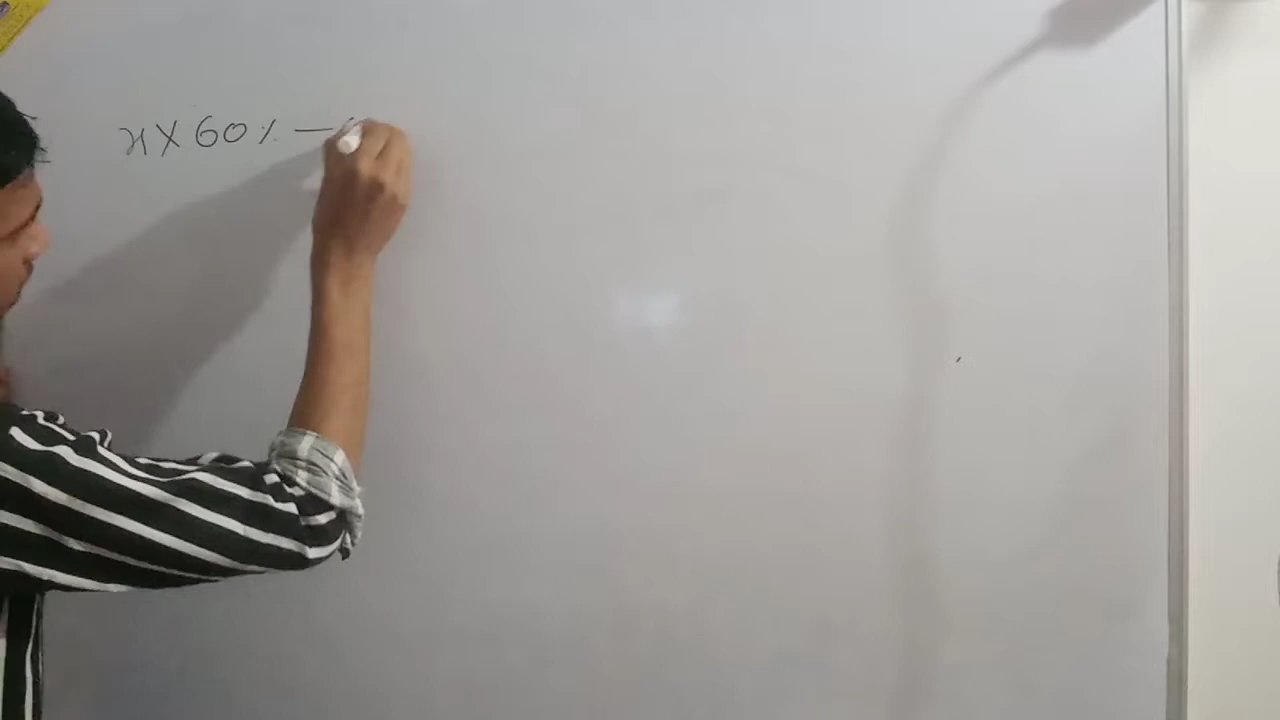 x X 60% —